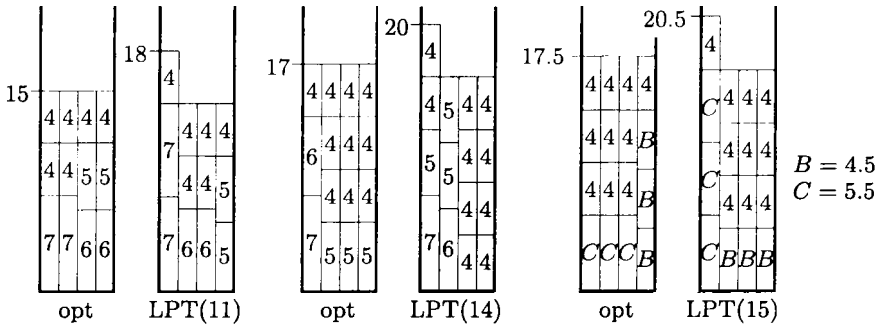 15
4 4 4 4
4 4 5 5
7 7 6 6
opt
18
4
4 4 4
7
4 4 5
7 6 6 5
LPT(11)
17
4 4 4 4
6 4 4 4
4 4 4
7 5 5 5
opt
20
4
4 5 4 4
5 5 4 4
4 4
7 6
4 4
LPT(14)
17.5
4 4 4 4
4 4 4 B
4 4 4 B
C C C B
opt
20.5
4
C 4 4 4
4 4 4
C
4 4 4
C B B B
LPT(15)
B = 4.5
C = 5.5